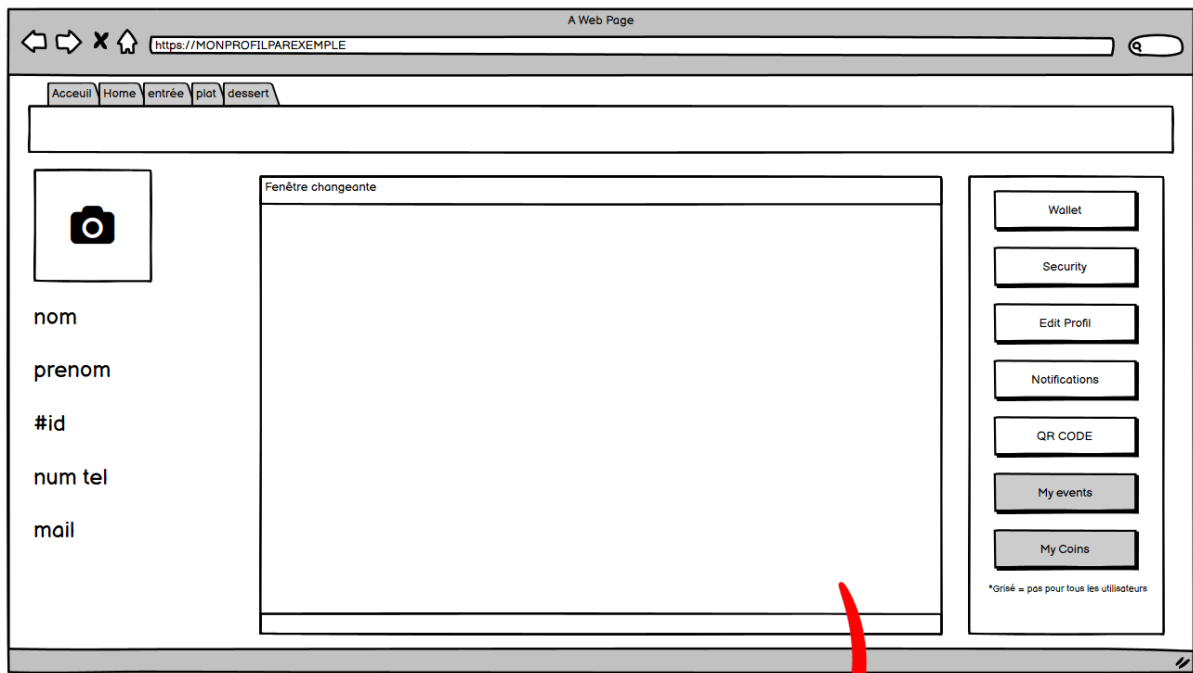 A Web Page
https://MONPROFILPAREXEMPLE
Acceuil Home entrée plat dessert
Fenêtre changeante
nom
prenom
#id
num tel
mail
Wallet
Security
Edit Profil
Notifications
QR CODE
My events
My Coins
*Grisé = pas pour tous les utilisateurs